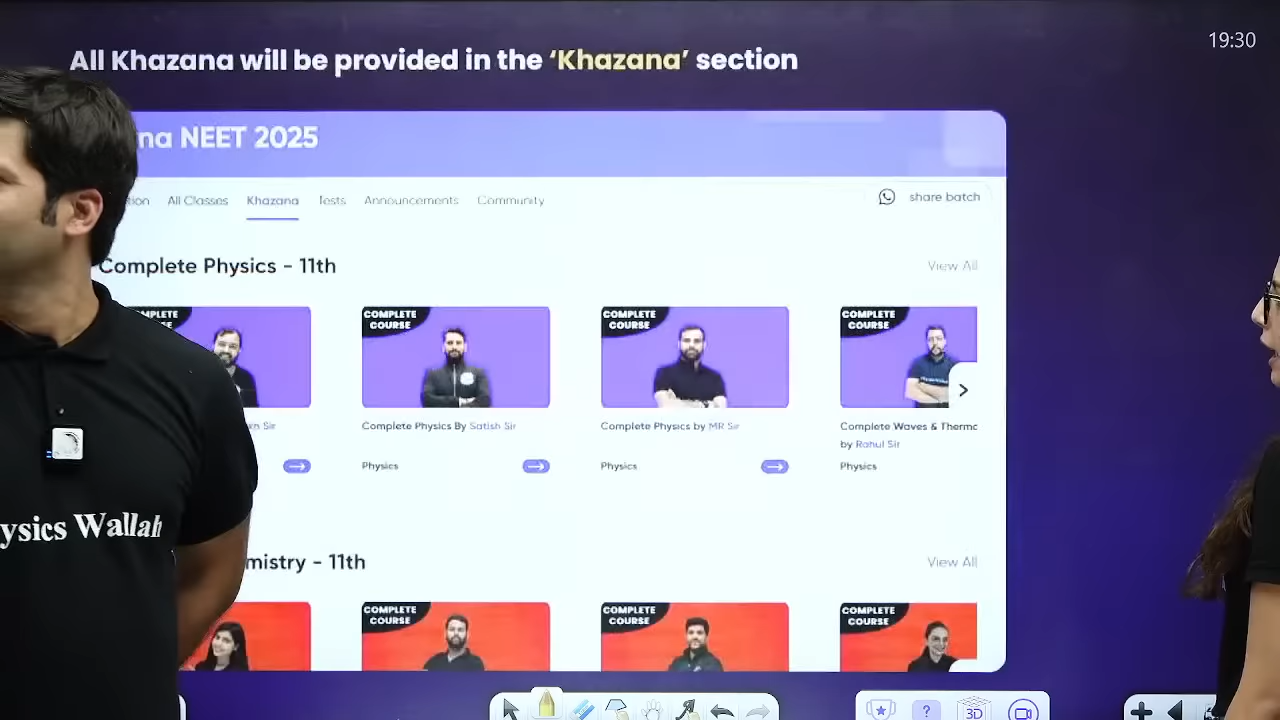 19:30
All Khazana will be provided in the ‘Khazana’ section
na NEET 2025
tion All Classes Khazana Tests Announcements Community share batch
Complete Physics - 11th View All
COMPLETE COURSE
COMPLETE COURSE
COMPLETE COURSE
Sir
Complete Physics By Satish Sir
Complete Physics by MR Sir
Complete Waves & Thermo
by Rahul Sir
Physics
Physics
Physics
ysics Wallah
mistry - 11th View All
COMPLETE COURSE
COMPLETE COURSE
COMPLETE COURSE
?
3D